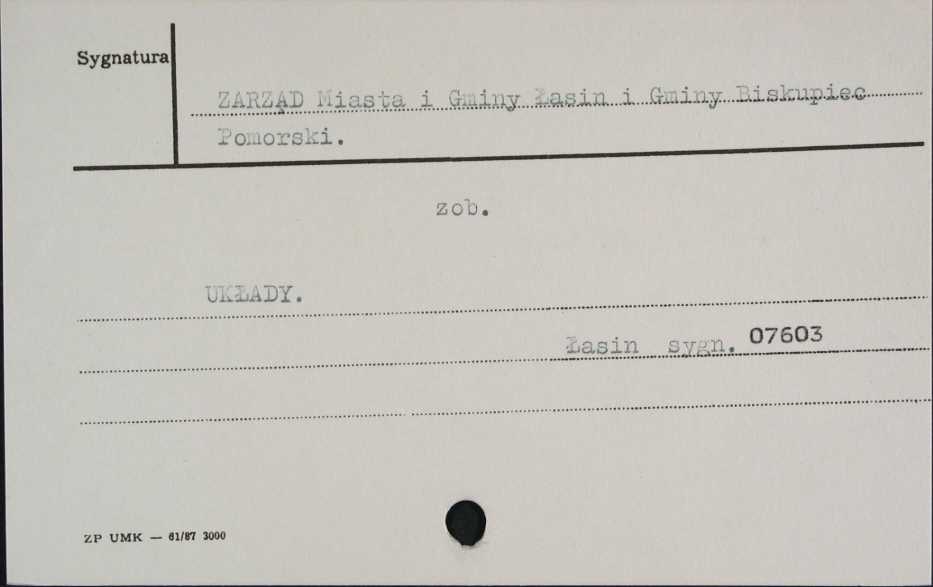 Sygnatura
ZARZĄD Miasta i Gminy Łasin i Gminy Biskupiec
Pomorski.
zob.
UKŁADY.
Łasin sygn. 07603
ZP UMK — 61/87 3000